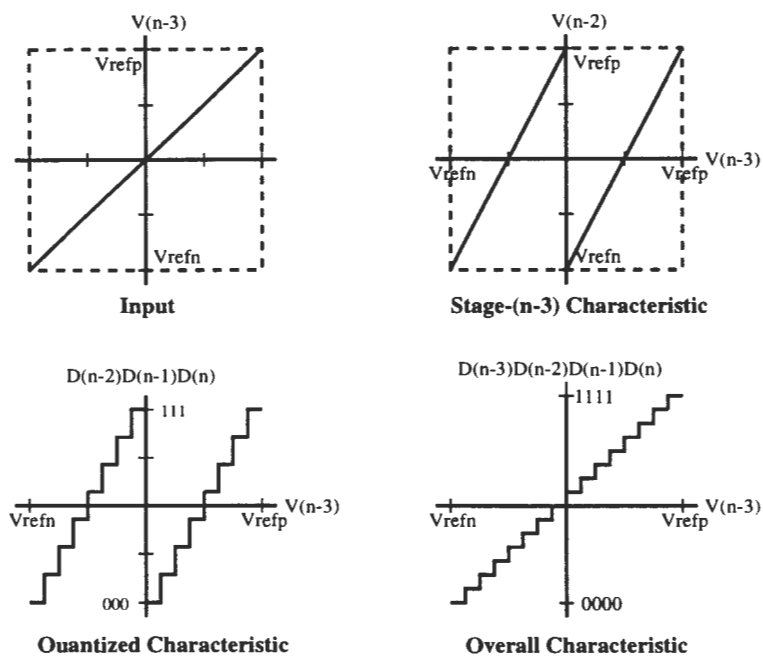 V(n-3)
Vrefp
Vrefn
Input
V(n-2)
Vrefp
Vrefn
Vrefp
V(n-3)
Vrefn
Stage-(n-3) Characteristic
D(n-2)D(n-1)D(n)
111
Vrefn
Vrefp
V(n-3)
000
Quantized Characteristic
D(n-3)D(n-2)D(n-1)D(n)
1111
Vrefn
Vrefp
V(n-3)
0000
Overall Characteristic